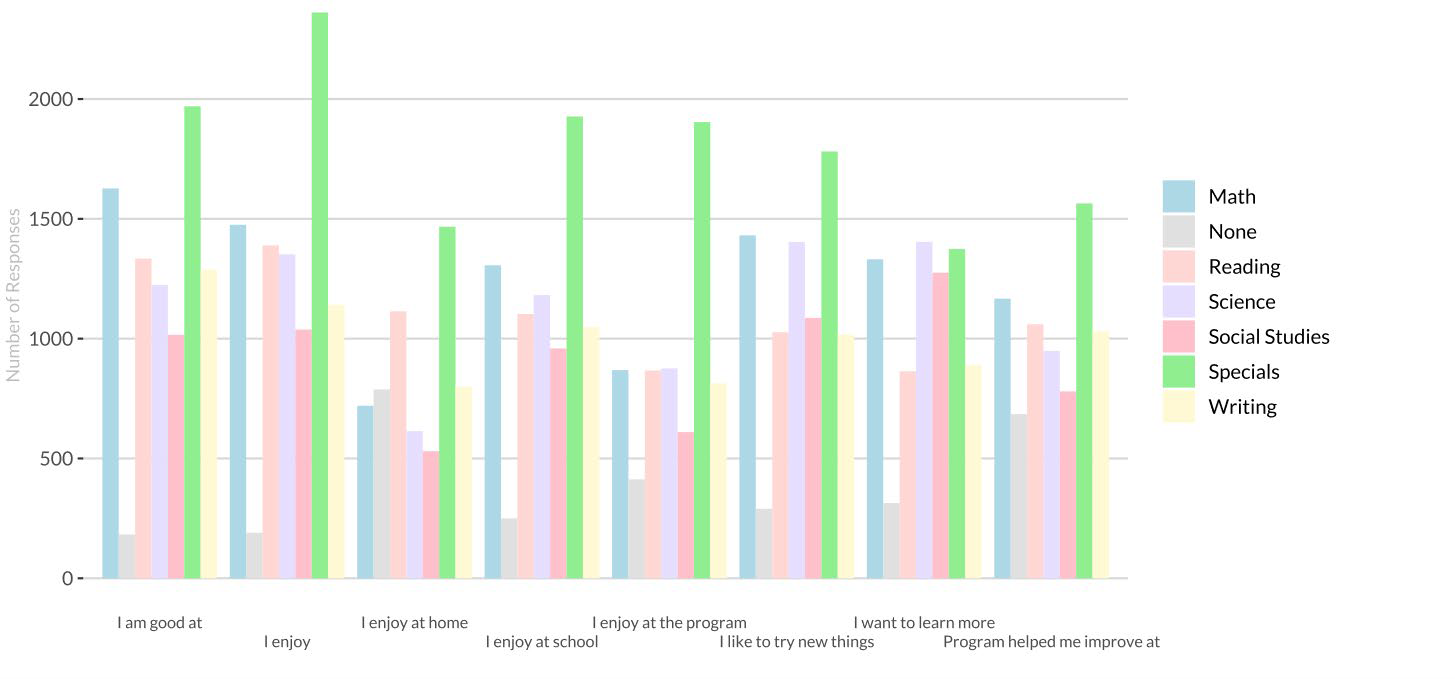 Number of Responses
2000
1500
1000
500
0
I am good at
I enjoy
I enjoy at home
I enjoy at school
I enjoy at the program
I like to try new things
I want to learn more
Program helped me improve at
Math
None
Reading
Science
Social Studies
Specials
Writing